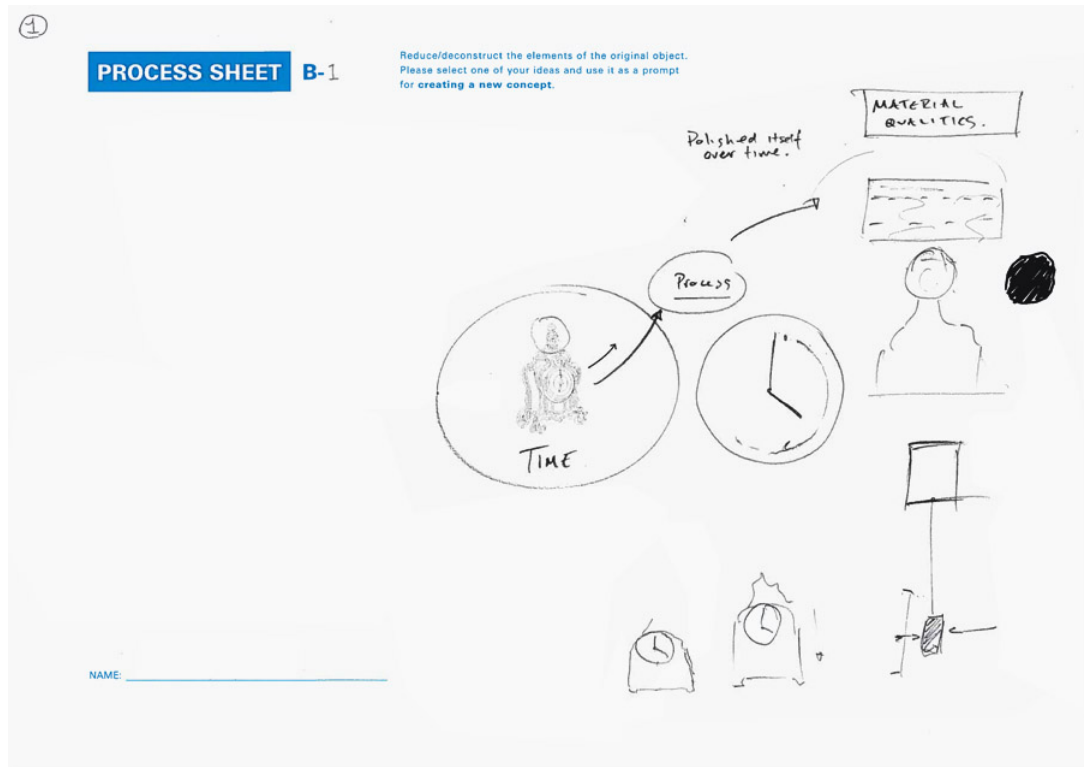 1
PROCESS SHEET B-1
Reduce/deconstruct the elements of the original object.
Please select one of your ideas and use it as a prompt
for creating a new concept.
MATERIAL
QUALITIES.
Polished itself
over time.
Process
TIME
NAME: